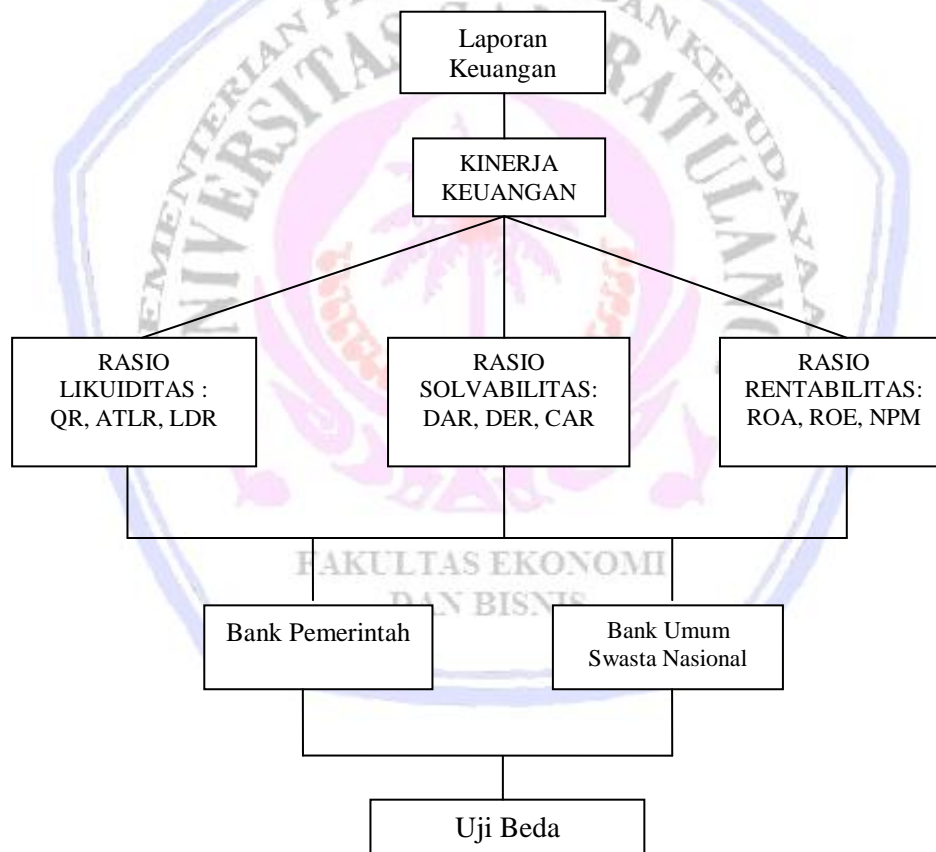 Laporan
Keuangan
KINERJA
KEUANGAN
RASIO
LIKUIDITAS :
QR, ATLR, LDR
RASIO
SOLVABILITAS:
DAR, DER, CAR
RASIO
RENTABILITAS:
ROA, ROE, NPM
FAKULTAS EKONOMI
DAN BISNIS
Bank Pemerintah
Bank Umum
Swasta Nasional
Uji Beda